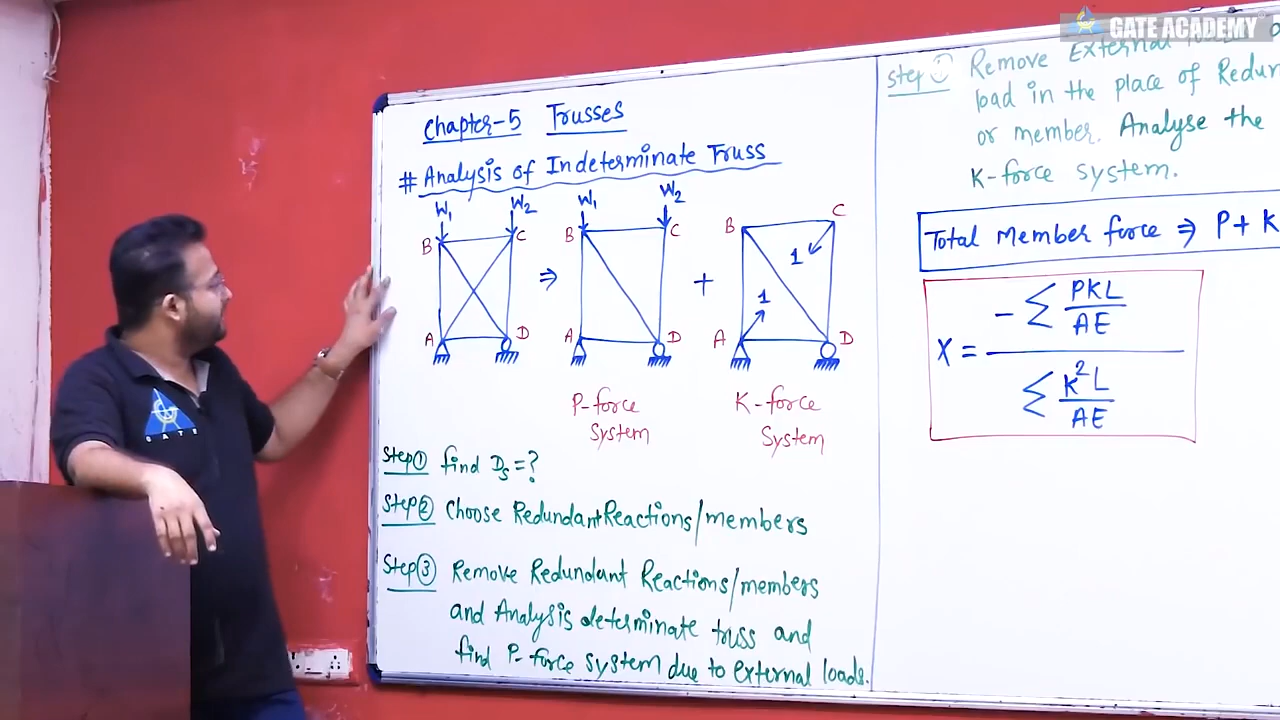 GATE ACADEMY
Chapter-5 Trusses
# Analysis of Indeterminate Truss
W1 W2 W1 W2
B C B C B C
1
⇒ +
1
A D A D A D
P-force
System
K-force
System
Step① find Ds=?
Step② Choose Redundant Reactions/members
Step③ Remove Redundant Reactions/members
and Analysis determinate truss and
find P-force system due to external loads.
Step Remove External
load in the place of
or member. Analyse the
K-force system.
Total Member force ⇒ P+K
X = -Σ PKL/AE
Σ K²L/AE
GATE